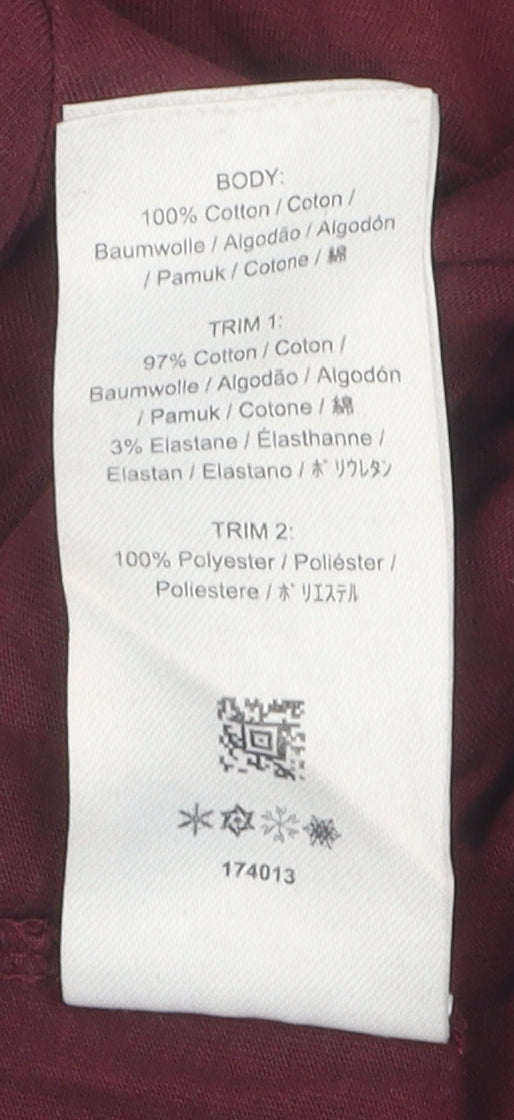 BODY:
100% Cotton / Coton /
Baumwolle / Algodão / Algodón
/ Pamuk / Cotone / 綿
TRIM 1:
97% Cotton / Coton /
Baumwolle / Algodão / Algodón
/ Pamuk / Cotone / 綿
3% Elastane / Élasthanne /
Elastan / Elastano / ﾎﾟﾘｳﾚﾀﾝ
TRIM 2:
100% Polyester / Poliéster /
Poliestere / ﾎﾟﾘｴｽﾃﾙ
174013